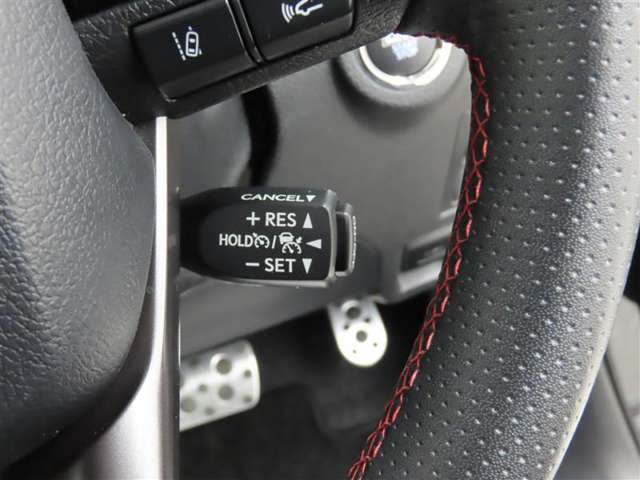 CANCEL▼
+ RES ▲
HOLD / ◄
– SET ▼